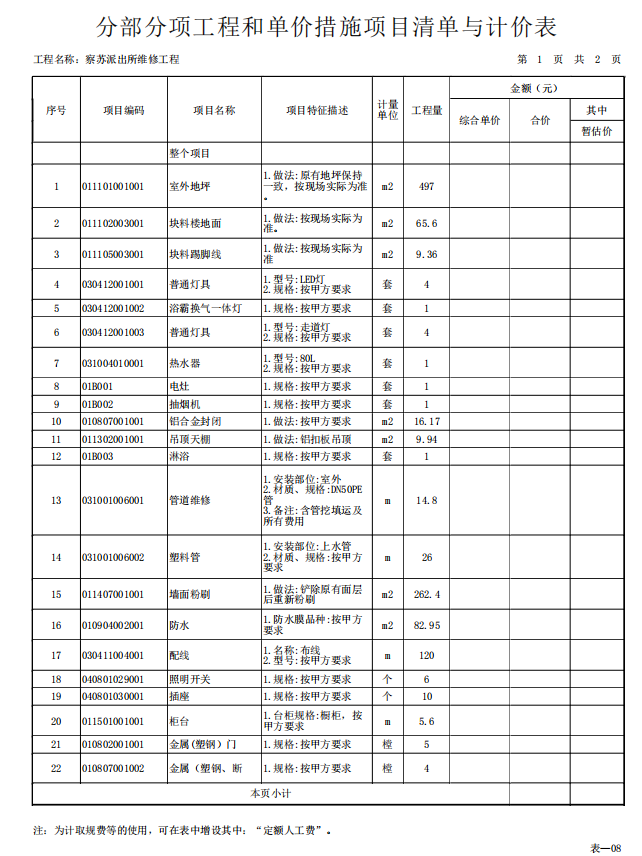 分部分项工程和单价措施项目清单与计价表
工程名称：察苏派出所维修工程 第 1 页 共 2 页
序号 项目编码 项目名称 项目特征描述 计量单位 工程量 金额（元）
综合单价 合价 其中
暂估价
整个项目
1 011101001001 室外地坪 1.做法:原有地坪保持一致，按现场实际为准。 m2 497
2 011102003001 块料楼地面 1.做法:按现场实际为准。 m2 65.6
3 011105003001 块料踢脚线 1.做法:按现场实际为准 m2 9.36
4 030412001001 普通灯具 1.型号:LED灯 2.规格:按甲方要求 套 4
5 030412001002 浴霸换气一体灯 1.规格:按甲方要求 套 1
6 030412001003 普通灯具 1.型号:走道灯 2.规格:按甲方要求 套 4
7 031004010001 热水器 1.型号:80L 2.规格:按甲方要求 套 1
8 01B001 电灶 1.规格:按甲方要求 套 1
9 01B002 抽烟机 1.规格:按甲方要求 套 1
10 010807001001 铝合金封闭 1.做法:按甲方要求 m2 16.17
11 011302001001 吊顶天棚 1.做法:铝扣板吊顶 m2 9.94
12 01B003 淋浴 1.规格:按甲方要求 套 1
13 031001006001 管道维修 1.安装部位:室外 2.材质、规格:DN50PE管 3.备注:含管挖填运及所有费用 m 14.8
14 031001006002 塑料管 1.安装部位:上水管 2.材质、规格:按甲方要求 m 26
15 011407001001 墙面粉刷 1.做法:铲除原有面层后重新粉刷 m2 262.4
16 010904002001 防水 1.防水膜品种:按甲方要求 m2 82.95
17 030411004001 配线 1.名称:布线 2.型号:按甲方要求 m 120
18 040801029001 照明开关 1.规格:按甲方要求 个 6
19 040801030001 插座 1.规格:按甲方要求 个 10
20 011501001001 柜台 1.台柜规格:橱柜，按甲方要求 m 5.6
21 010802001001 金属(塑钢）门 1.规格:按甲方要求 樘 5
22 010807001002 金属（塑钢、断 1.规格:按甲方要求 樘 4
本页小计
注：为计取规费等的使用，可在表中增设其中：“定额人工费”。
表—08